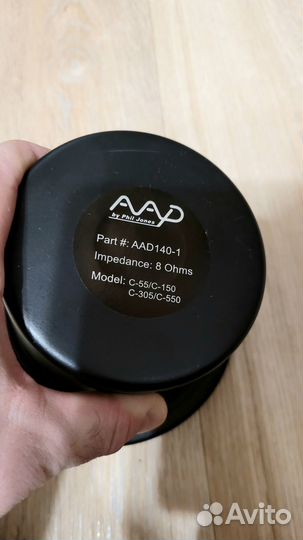 AAD
by Phil Jones
Part #: AAD140-1
Impedance: 8 Ohms
Model: C-55/C-150
C-305/C-550
Avito